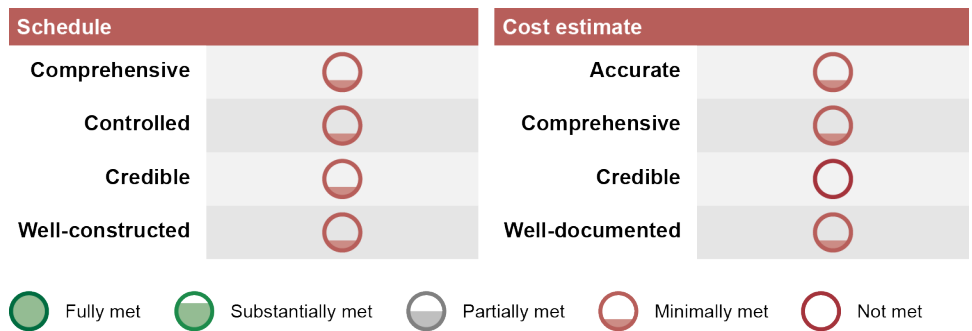 Schedule
Comprehensive
Controlled
Credible
Well-constructed
Cost estimate
Accurate
Comprehensive
Credible
Well-documented
Fully met
Substantially met
Partially met
Minimally met
Not met